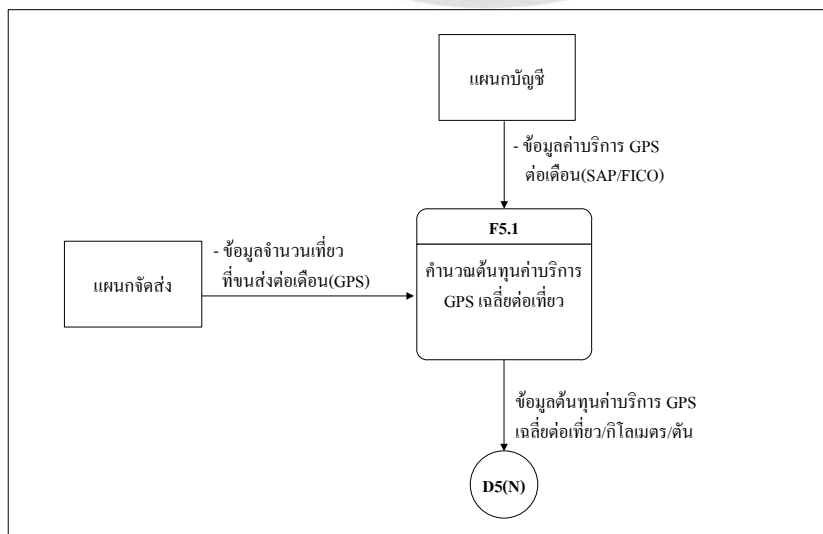 แผนกบัญชี
- ข้อมูลค่าบริการ GPS
ต่อเดือน(SAP/FICO)
F5.1
- ข้อมูลจำนวนเที่ยว
ที่ขนส่งต่อเดือน(GPS)
แผนกจัดส่ง
คำนวณต้นทุนค่าบริการ
GPS เฉลี่ยต่อเที่ยว
ข้อมูลต้นทุนค่าบริการ GPS
เฉลี่ยต่อเที่ยว/กิโลเมตร/ตัน
D5(N)